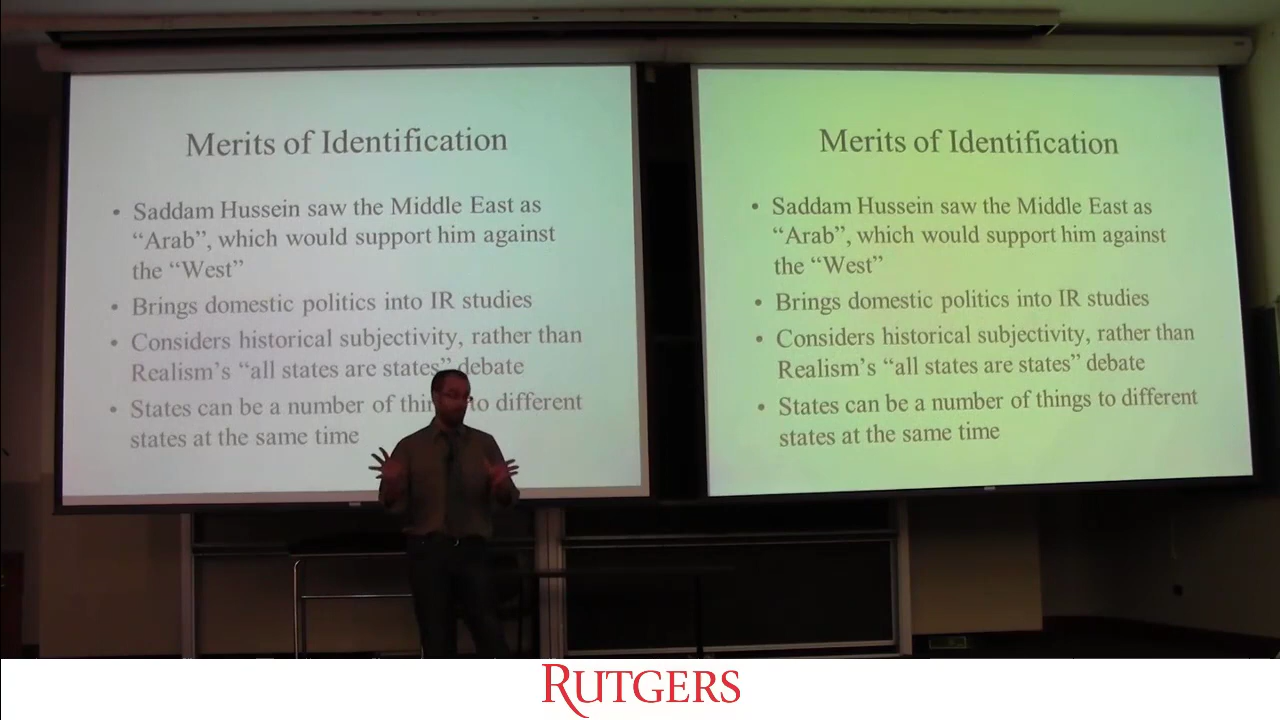 Merits of Identification
• Saddam Hussein saw the Middle East as
“Arab”, which would support him against
the “West”
• Brings domestic politics into IR studies
• Considers historical subjectivity, rather than
Realism’s “all states are states” debate
• States can be a number of thin to different
states at the same time
Merits of Identification
• Saddam Hussein saw the Middle East as
“Arab”, which would support him against
the “West”
• Brings domestic politics into IR studies
• Considers historical subjectivity, rather than
Realism’s “all states are states” debate
• States can be a number of things to different
states at the same time
RUTGERS